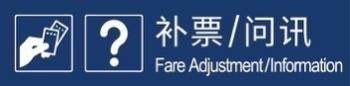 ?
补票/问讯
Fare Adjustment/Information